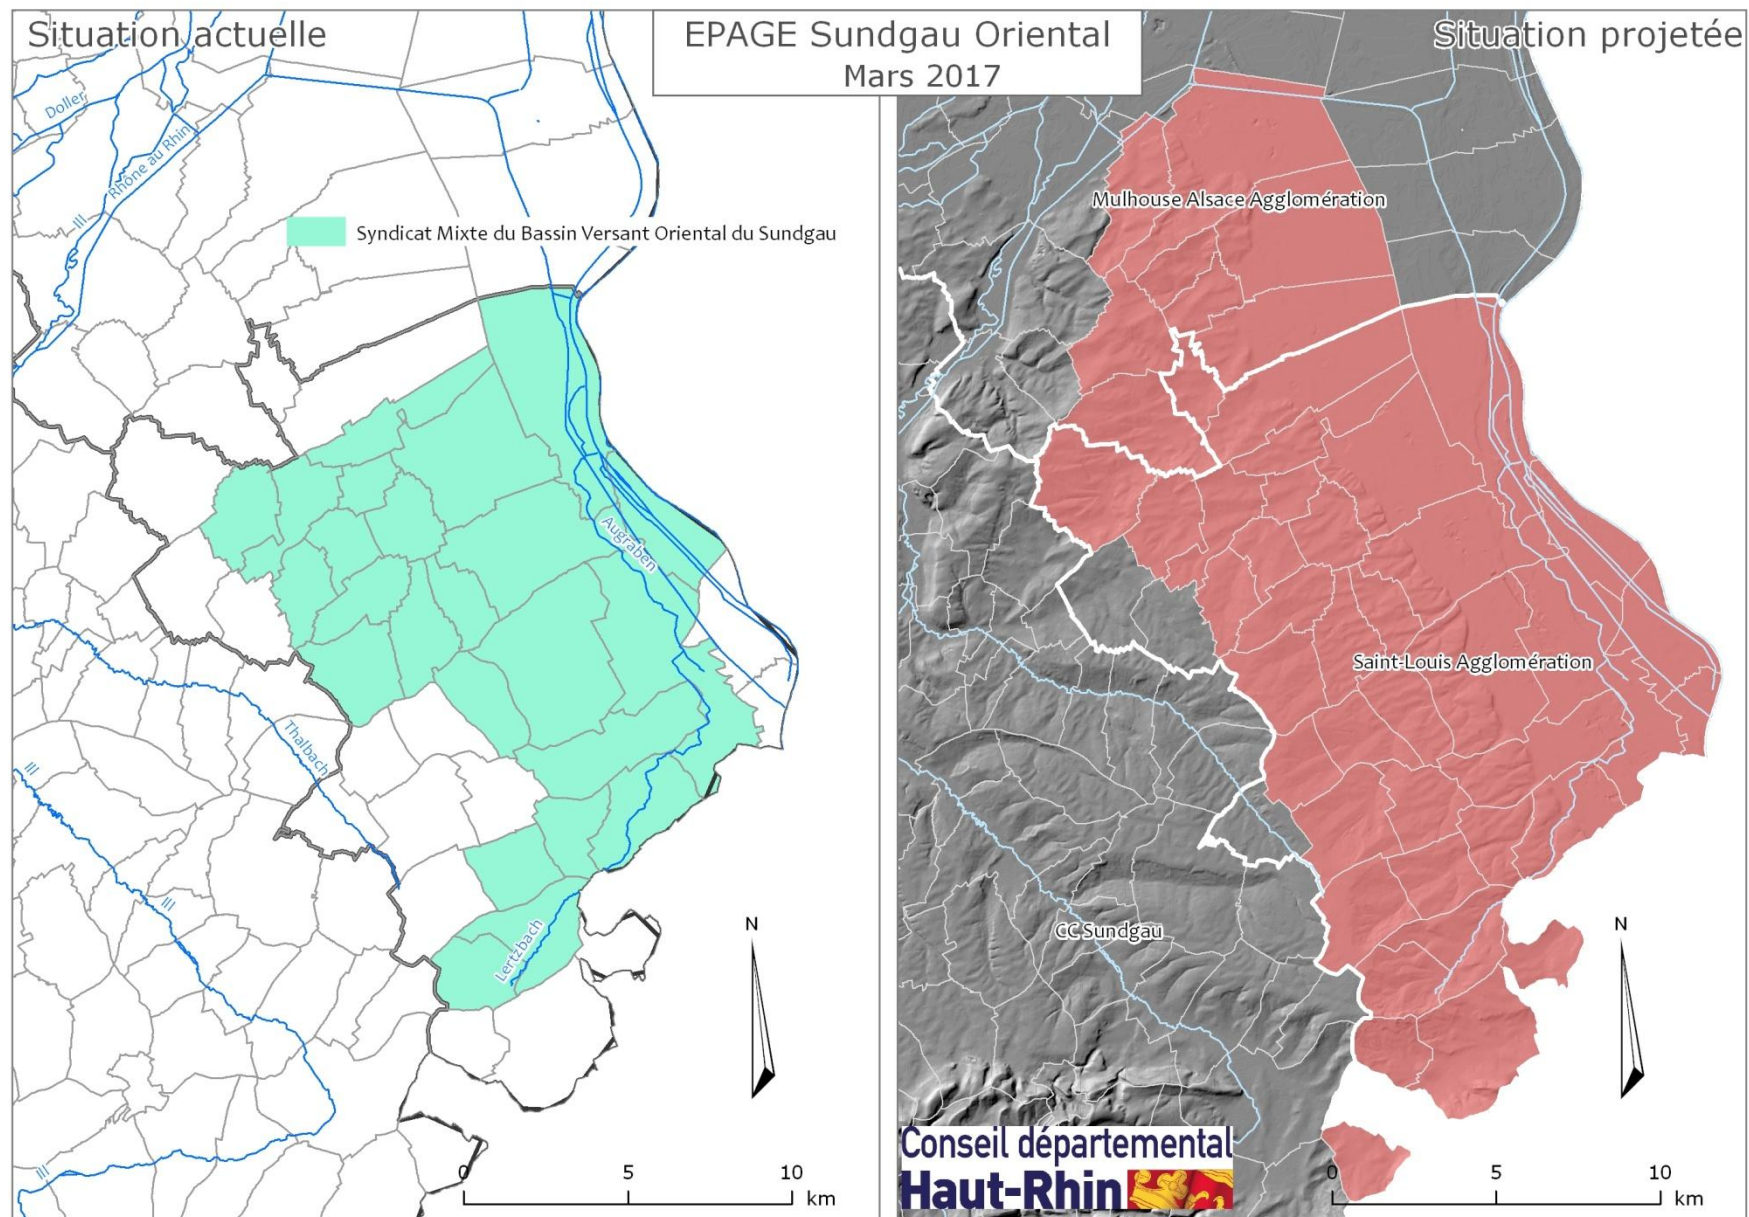 Situation actuelle
EPAGE Sundgau Oriental
Mars 2017
Situation projetée
Doller
Rhône au Rhin
Ill
Syndicat Mixte du Bassin Versant Oriental du Sundgau
Augraben
Thalbach
Ill
Ill
Lertzbach
Ill
N
0 5 10
km
Mulhouse Alsace Agglomération
Saint-Louis Agglomération
CC Sundgau
N
Conseil départemental
Haut-Rhin
0 5 10
km